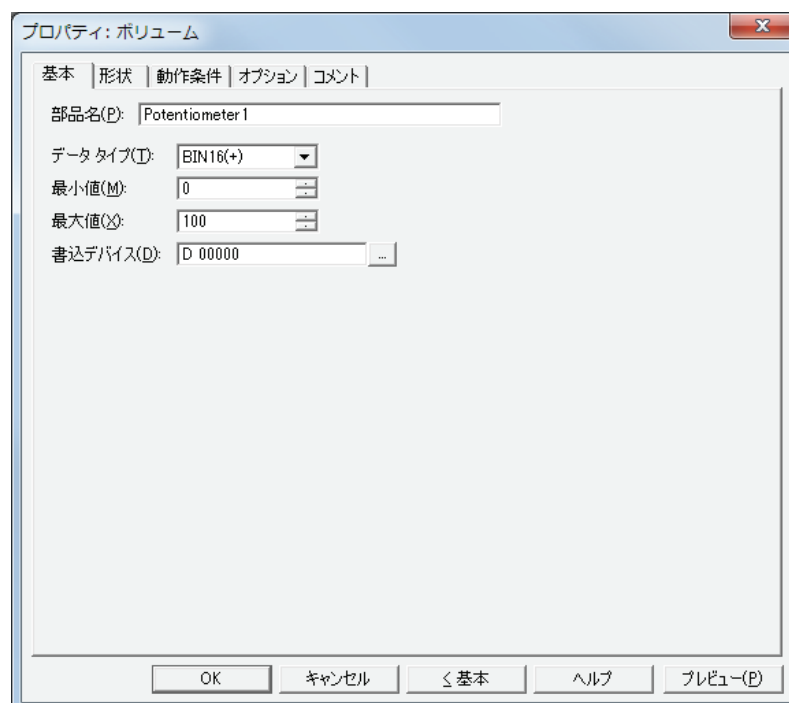 プロパティ: ボリューム
基本 形状 動作条件 オプション コメント
部品名(P): Potentiometer1
データ タイプ(T): BIN16(+)
最小値(M): 0
最大値(X): 100
書込デバイス(D): D 00000 ...
OK キャンセル < 基本 ヘルプ プレビュー(P)